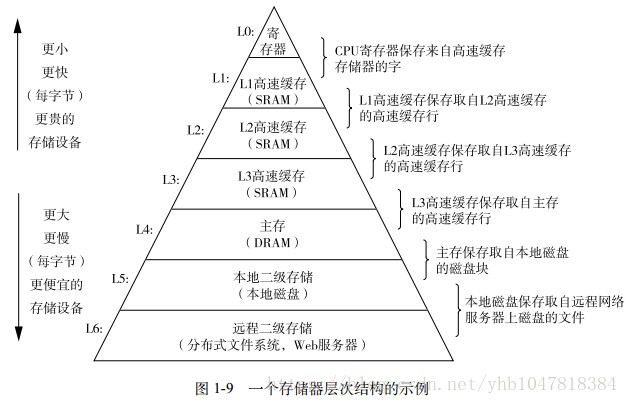 更小
更快
（每字节）
更贵的
存储设备
更大
更慢
（每字节）
更便宜的
存储设备
L0:
寄
存器
L1:
L1高速缓存
（SRAM）
L2:
L2高速缓存
（SRAM）
L3:
L3高速缓存
（SRAM）
L4:
主存
（DRAM）
L5:
本地二级存储
（本地磁盘）
L6:
远程二级存储
（分布式文件系统，Web服务器）
CPU寄存器保存来自高速缓存
存储器的字
L1高速缓存保存取自L2高速缓存
的高速缓存行
L2高速缓存保存取自L3高速缓存
的高速缓存行
L3高速缓存保存取自主存
的高速缓存行
主存保存取自本地磁盘
的磁盘块
本地磁盘保存取自远程网络
服务器上磁盘的文件
图 1-9 一个存储器层次结构的示例